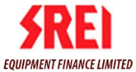 SREI
EQUIPMENT FINANCE LIMITED